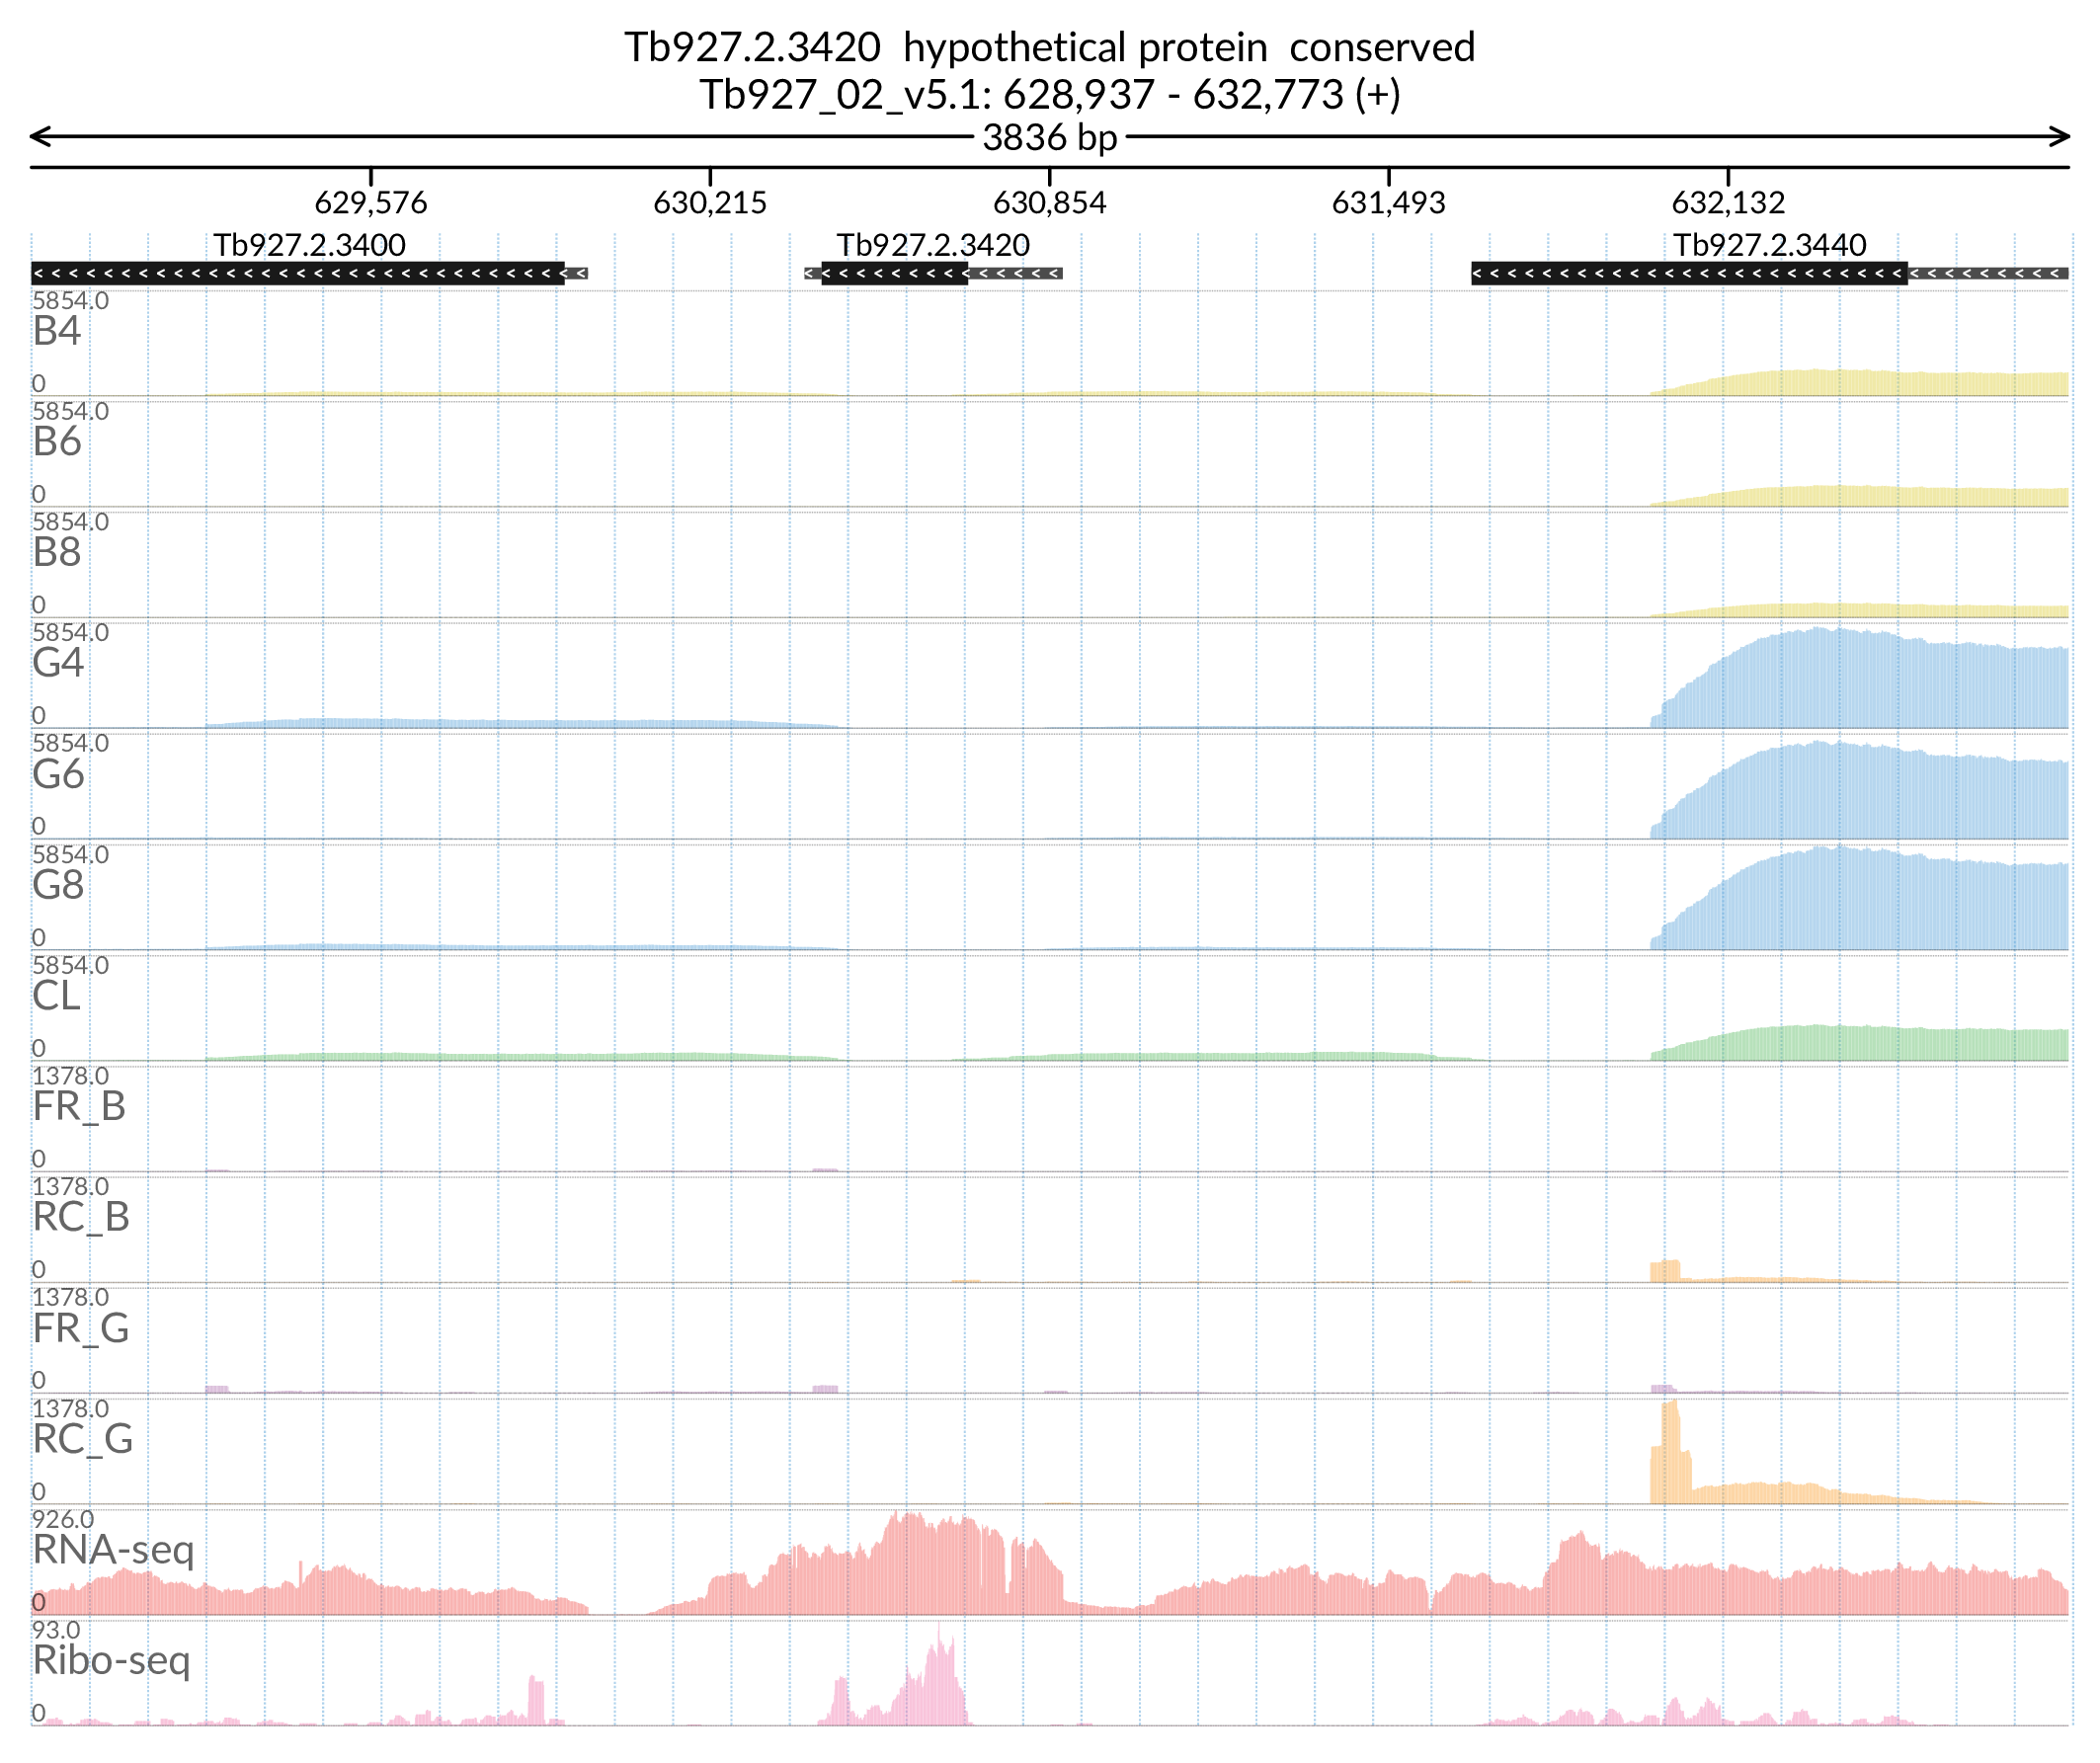 Tb927.2.3420  hypothetical protein  conserved
Tb927_02_v5.1: 628,937 - 632,773 (+)
3836 bp
629,576 630,215 630,854 631,493 632,132
Tb927.2.3400 Tb927.2.3420 Tb927.2.3440
5854.0
B4
0
5854.0
B6
0
5854.0
B8
0
5854.0
G4
0
5854.0
G6
0
5854.0
G8
0
5854.0
CL
0
1378.0
FR_B
0
1378.0
RC_B
0
1378.0
FR_G
0
1378.0
RC_G
0
926.0
RNA-seq
0
93.0
Ribo-seq
0